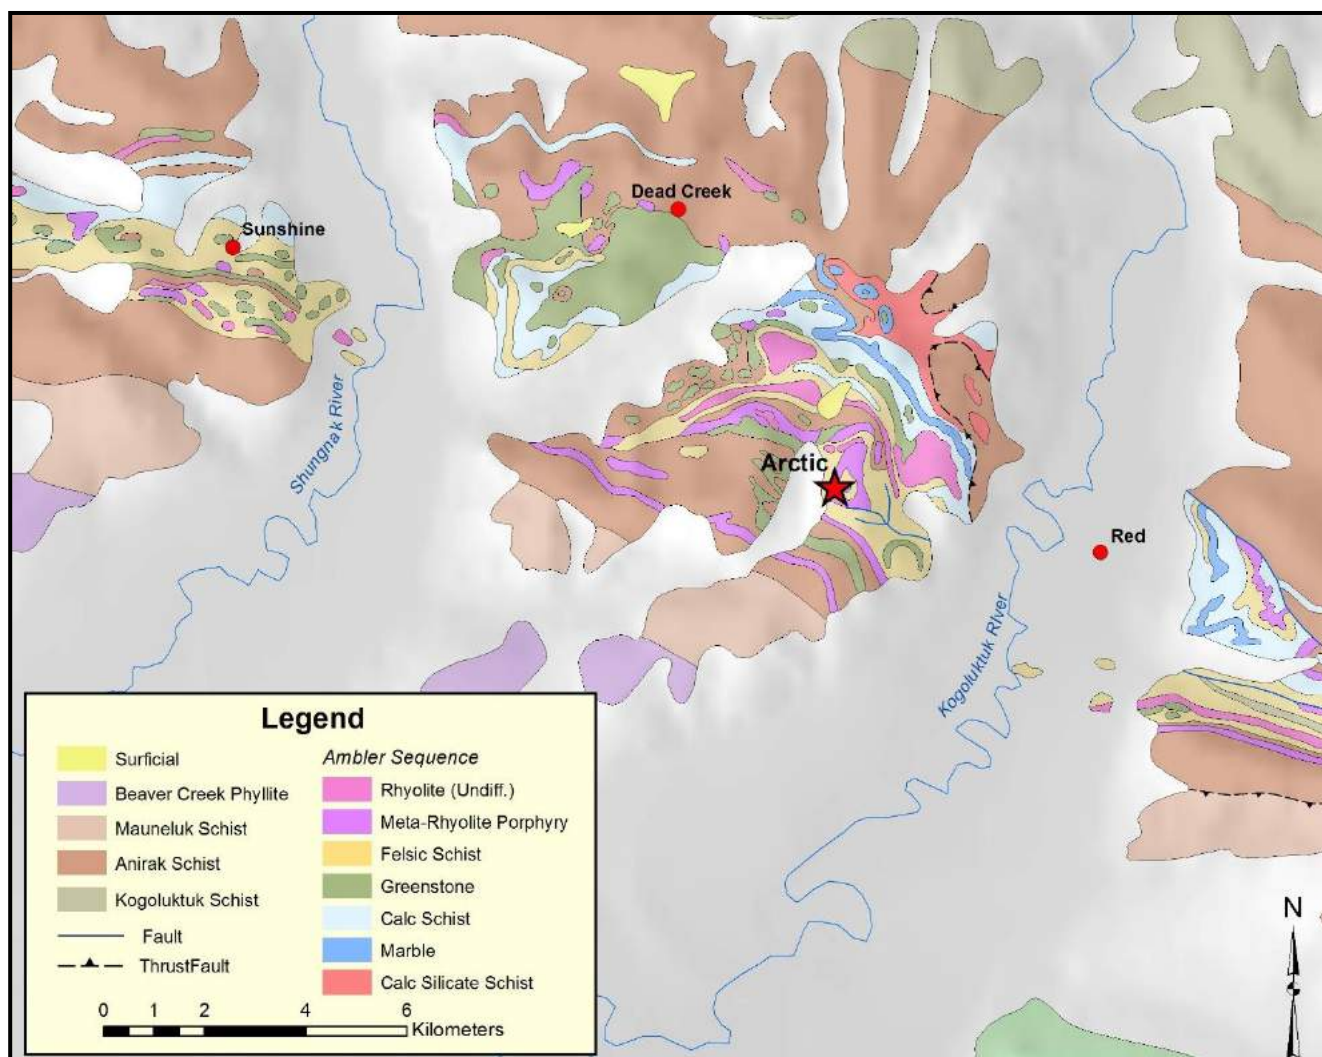 Dead Creek
Sunshine
Shungnak River
Arctic
Red
Kogoluktuk River
Legend
Surficial
Beaver Creek Phyllite
Mauneluk Schist
Anirak Schist
Kogoluktuk Schist
Fault
ThrustFault
Ambler Sequence
Rhyolite (Undiff.)
Meta-Rhyolite Porphyry
Felsic Schist
Greenstone
Calc Schist
Marble
Calc Silicate Schist
0 1 2 4 6
Kilometers
N